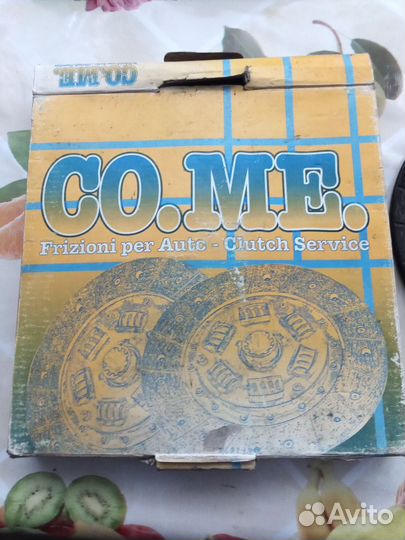 CO.ME.
CO.ME.
Frizioni per Auto - Clutch Service
Avito